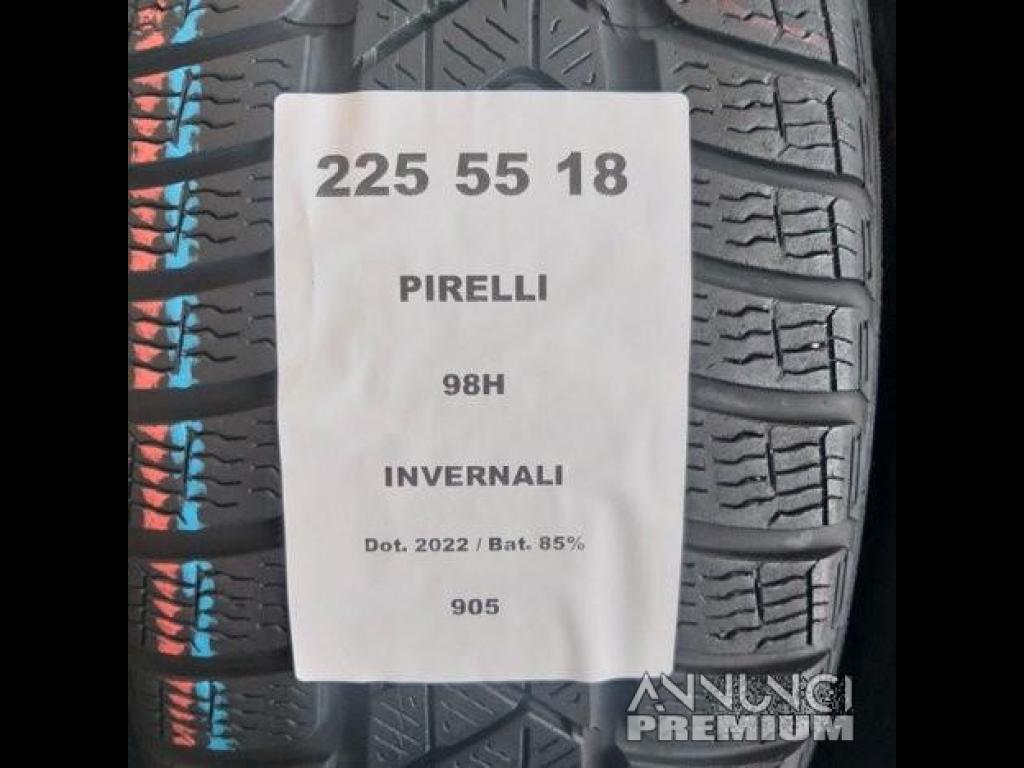 225 55 18
PIRELLI
98H
INVERNALI
Dot. 2022 / Bat. 85%
905
ANNUNCI
PREMIUM